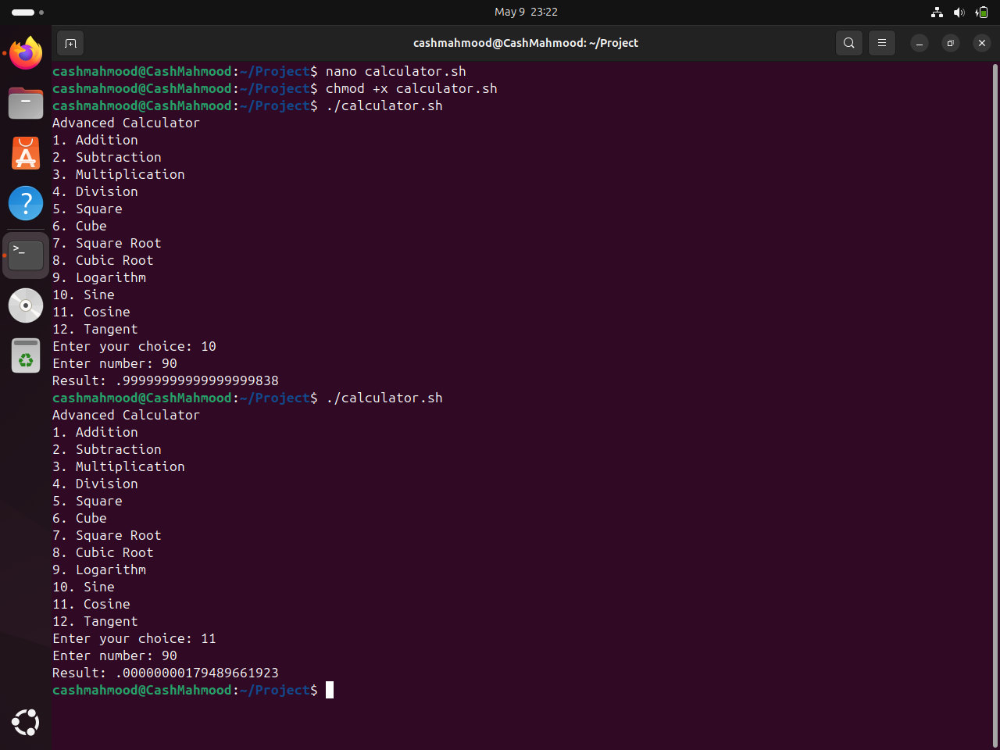 May 9 23:22
cashmahmood@CashMahmood: ~/Project
cashmahmood@CashMahmood:~/Project$ nano calculator.sh
cashmahmood@CashMahmood:~/Project$ chmod +x calculator.sh
cashmahmood@CashMahmood:~/Project$ ./calculator.sh
Advanced Calculator
1. Addition
2. Subtraction
3. Multiplication
4. Division
5. Square
6. Cube
7. Square Root
8. Cubic Root
9. Logarithm
10. Sine
11. Cosine
12. Tangent
Enter your choice: 10
Enter number: 90
Result: .99999999999999999838
cashmahmood@CashMahmood:~/Project$ ./calculator.sh
Advanced Calculator
1. Addition
2. Subtraction
3. Multiplication
4. Division
5. Square
6. Cube
7. Square Root
8. Cubic Root
9. Logarithm
10. Sine
11. Cosine
12. Tangent
Enter your choice: 11
Enter number: 90
Result: .00000000179489661923
cashmahmood@CashMahmood:~/Project$